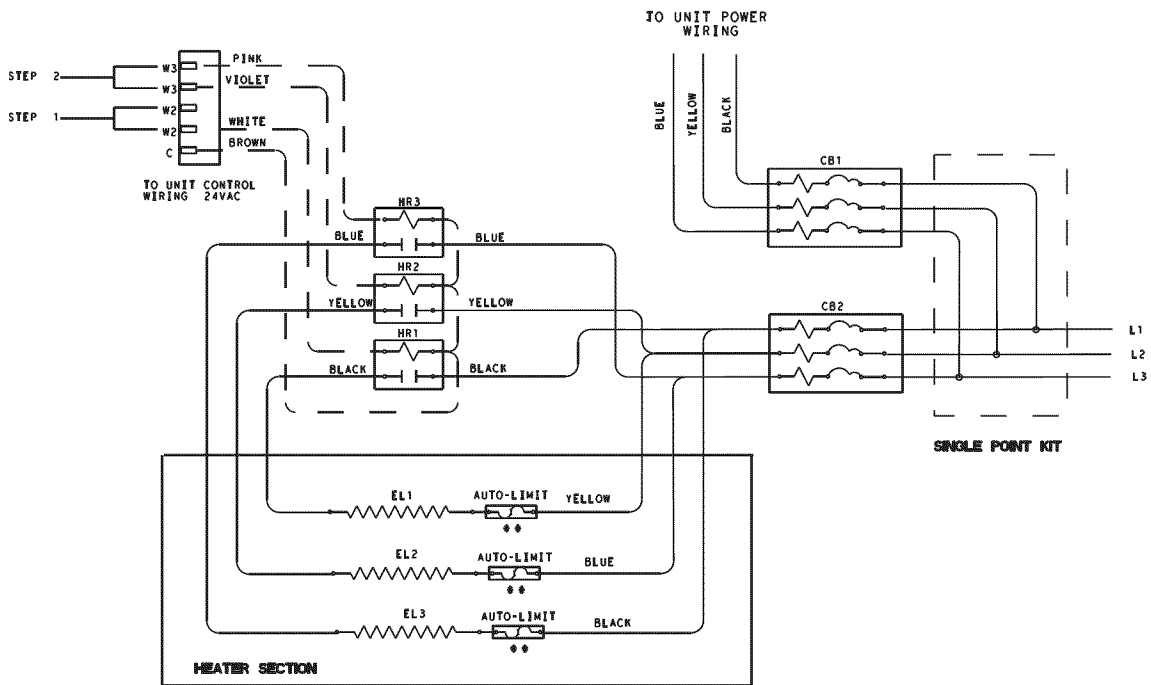 TO UNIT POWER
WIRING
STEP 2
W3
PINK
W3
VIOLET
STEP 1
W2
W2
WHITE
C
BROWN
TO UNIT CONTROL
WIRING 24VAC
BLUE
YELLOW
BLACK
CB1
HR3
BLUE
BLUE
HR2
YELLOW
YELLOW
HR1
BLACK
BLACK
CB2
L1
L2
L3
SINGLE POINT KIT
EL1
AUTO-LIMIT
YELLOW
**
EL2
AUTO-LIMIT
BLUE
**
EL3
AUTO-LIMIT
BLACK
**
HEATER SECTION